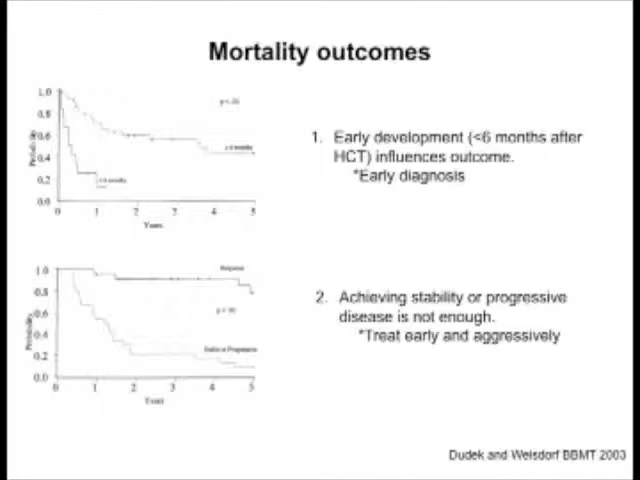 Mortality outcomes
1.0
0.8
0.6
0.4
0.2
0.0
0 1 2 3 4 5
Years
1. Early development (<6 months after
HCT) influences outcome.
*Early diagnosis
1.0
0.8
0.6
0.4
0.2
0.0
Probability
0 1 2 3 4 5
Years
2. Achieving stability or progressive
disease is not enough.
*Treat early and aggressively
Dudek and Weisdorf BBMT 2003